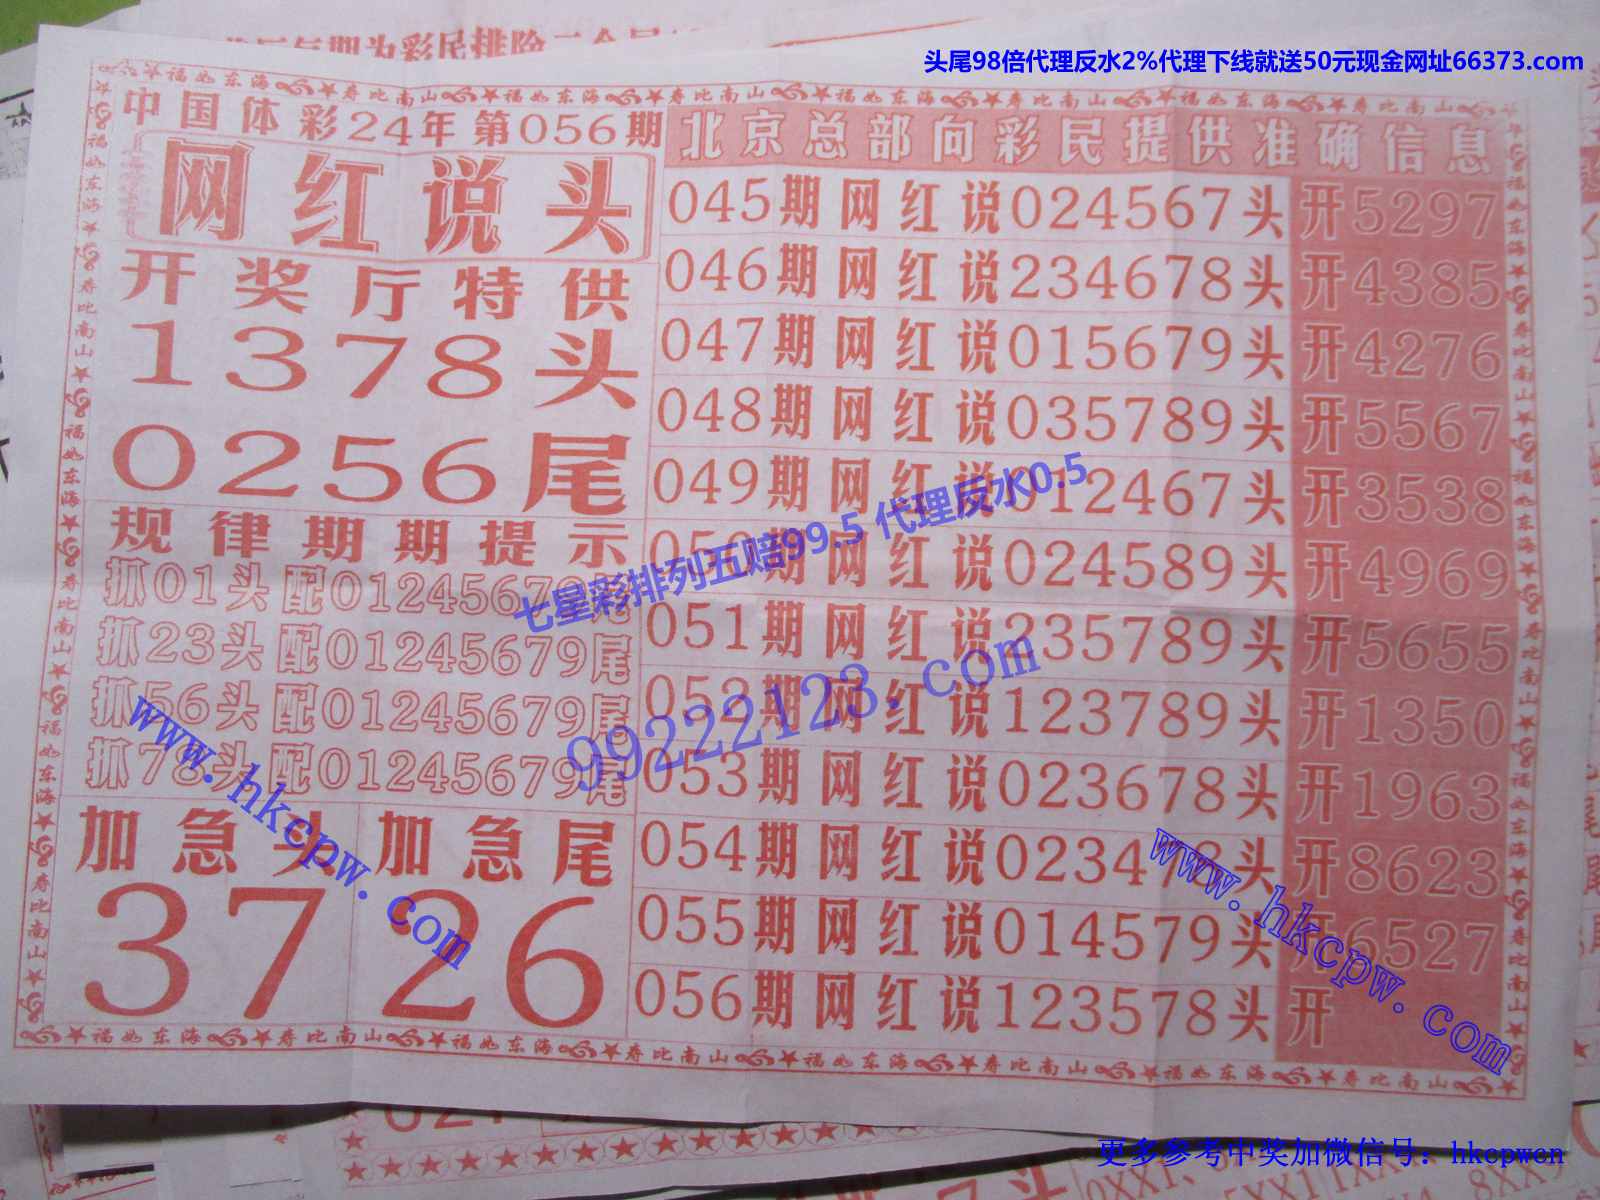 头尾98倍代理反水2%代理下线就送50元现金网址66373.com
中国体彩24年第056期
网红说头
开奖厅特供
1378头
0256尾
规律期期提示
抓01头配01245679尾
抓23头配01245679尾
抓56头配01245679尾
抓78头配01245679尾
加急头 加急尾
37 26
北京总部向彩民提供准确信息
045期网红说024567头 开5297
046期网红说234678头 开4385
047期网红说015679头 开4276
048期网红说035789头 开5567
049期网红说012467头 开3538
050期网红说024589头 开4969
051期网红说235789头 开5655
052期网红说123789头 开1350
053期网红说023678头 开1963
054期网红说023478头 开8623
055期网红说014579头 开6527
056期网红说123578头 开
福如东海 寿比南山
七星彩排列五赔99.5 代理反水0.5
99222123.com
www.hkcpw.com
www.hkcpw.com
更多参考中奖加微信号：hkcpwcn